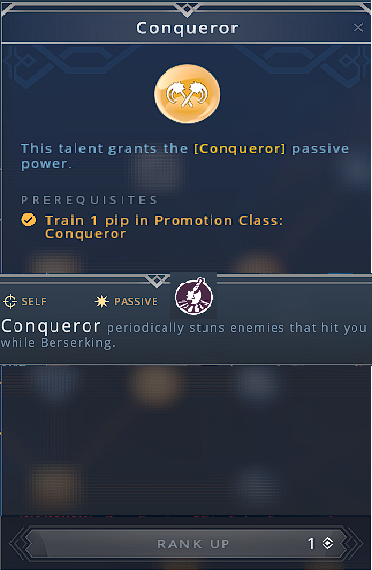 Conqueror
This talent grants the [Conqueror] passive
power.
PREREQUISITES
Train 1 pip in Promotion Class:
Conqueror
SELF PASSIVE
Conqueror periodically stuns enemies that hit you
while Berserking.
RANK UP 1